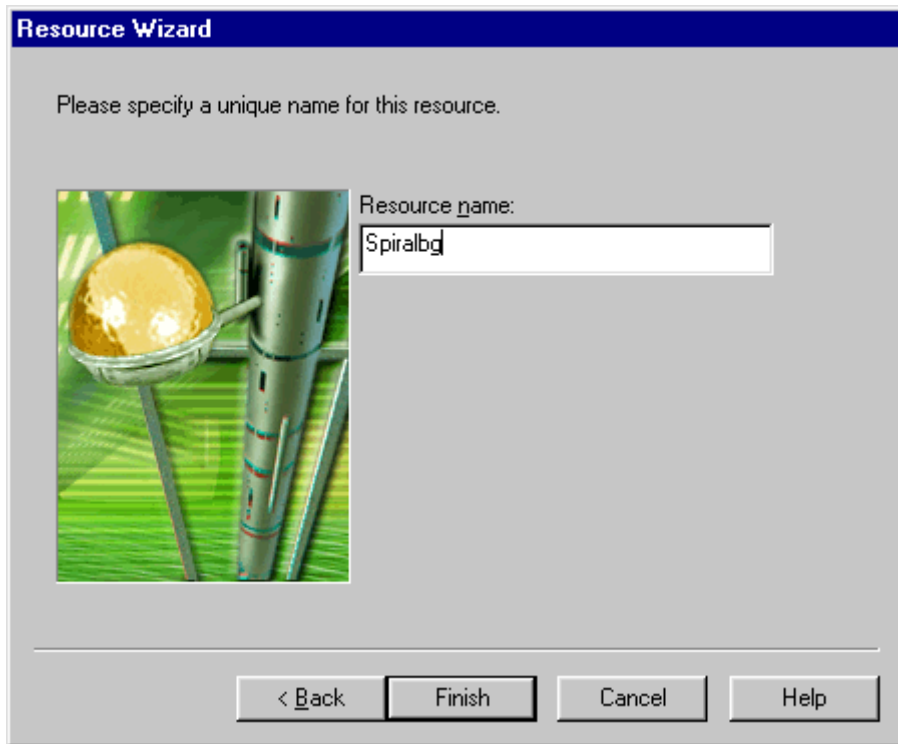 Resource Wizard
Please specify a unique name for this resource.
Resource name:
Spiralbg
< Back Finish Cancel Help